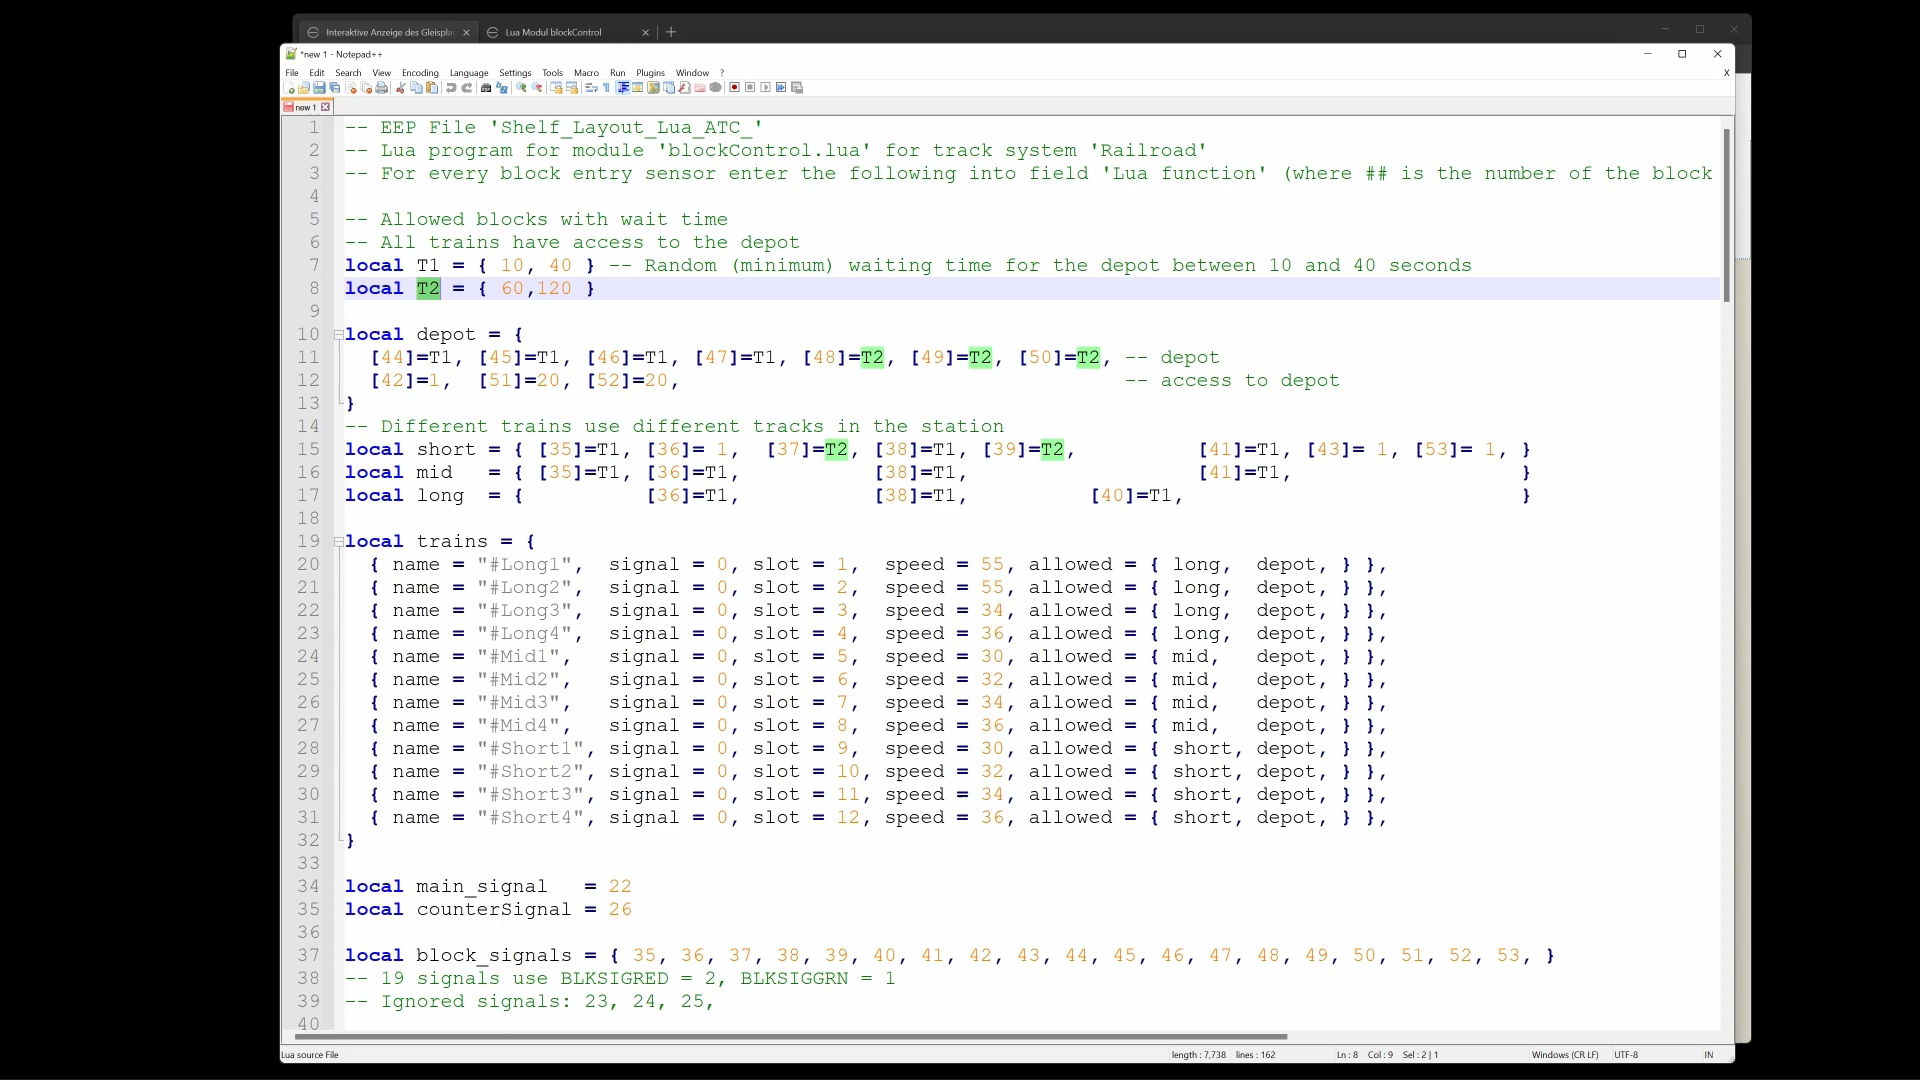 Interaktive Anzeige des Gleispla
Lua Modul blockControl
*new 1 - Notepad++
File Edit Search View Encoding Language Settings Tools Macro Run Plugins Window ? X
new 1
1 -- EEP File 'Shelf_Layout_Lua_ATC_'
2 -- Lua program for module 'blockControl.lua' for track system 'Railroad'
3 -- For every block entry sensor enter the following into field 'Lua function' (where ## is the number of the block
4
5 -- Allowed blocks with wait time
6 -- All trains have access to the depot
7 local T1 = { 10, 40 } -- Random (minimum) waiting time for the depot between 10 and 40 seconds
8 local T2 = { 60,120 }
9
10 local depot = {
11 [44]=T1, [45]=T1, [46]=T1, [47]=T1, [48]=T2, [49]=T2, [50]=T2, -- depot
12 [42]=1, [51]=20, [52]=20, -- access to depot
13 }
14 -- Different trains use different tracks in the station
15 local short = { [35]=T1, [36]= 1, [37]=T2, [38]=T1, [39]=T2, [41]=T1, [43]= 1, [53]= 1, }
16 local mid = { [35]=T1, [36]=T1, [38]=T1, [41]=T1, }
17 local long = { [36]=T1, [38]=T1, [40]=T1, }
18
19 local trains = {
20 { name = "#Long1", signal = 0, slot = 1, speed = 55, allowed = { long, depot, } },
21 { name = "#Long2", signal = 0, slot = 2, speed = 55, allowed = { long, depot, } },
22 { name = "#Long3", signal = 0, slot = 3, speed = 34, allowed = { long, depot, } },
23 { name = "#Long4", signal = 0, slot = 4, speed = 36, allowed = { long, depot, } },
24 { name = "#Mid1", signal = 0, slot = 5, speed = 30, allowed = { mid, depot, } },
25 { name = "#Mid2", signal = 0, slot = 6, speed = 32, allowed = { mid, depot, } },
26 { name = "#Mid3", signal = 0, slot = 7, speed = 34, allowed = { mid, depot, } },
27 { name = "#Mid4", signal = 0, slot = 8, speed = 36, allowed = { mid, depot, } },
28 { name = "#Short1", signal = 0, slot = 9, speed = 30, allowed = { short, depot, } },
29 { name = "#Short2", signal = 0, slot = 10, speed = 32, allowed = { short, depot, } },
30 { name = "#Short3", signal = 0, slot = 11, speed = 34, allowed = { short, depot, } },
31 { name = "#Short4", signal = 0, slot = 12, speed = 36, allowed = { short, depot, } },
32 }
33
34 local main_signal = 22
35 local counterSignal = 26
36
37 local block_signals = { 35, 36, 37, 38, 39, 40, 41, 42, 43, 44, 45, 46, 47, 48, 49, 50, 51, 52, 53, }
38 -- 19 signals use BLKSIGRED = 2, BLKSIGGRN = 1
39 -- Ignored signals: 23, 24, 25,
40
Lua source File length : 7,738 lines : 162 Ln : 8 Col : 9 Sel : 2 | 1 Windows (CR LF) UTF-8 IN